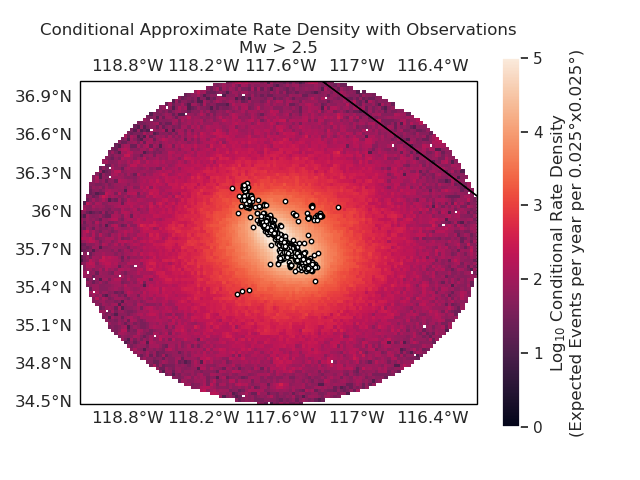 Conditional Approximate Rate Density with Observations
Mw > 2.5
118.8°W 118.2°W 117.6°W 117°W 116.4°W
36.9°N
36.6°N
36.3°N
36°N
35.7°N
35.4°N
35.1°N
34.8°N
34.5°N
118.8°W 118.2°W 117.6°W 117°W 116.4°W
5
4
3
2
1
0
Log₁₀ Conditional Rate Density
(Expected Events per year per 0.025°x0.025°)